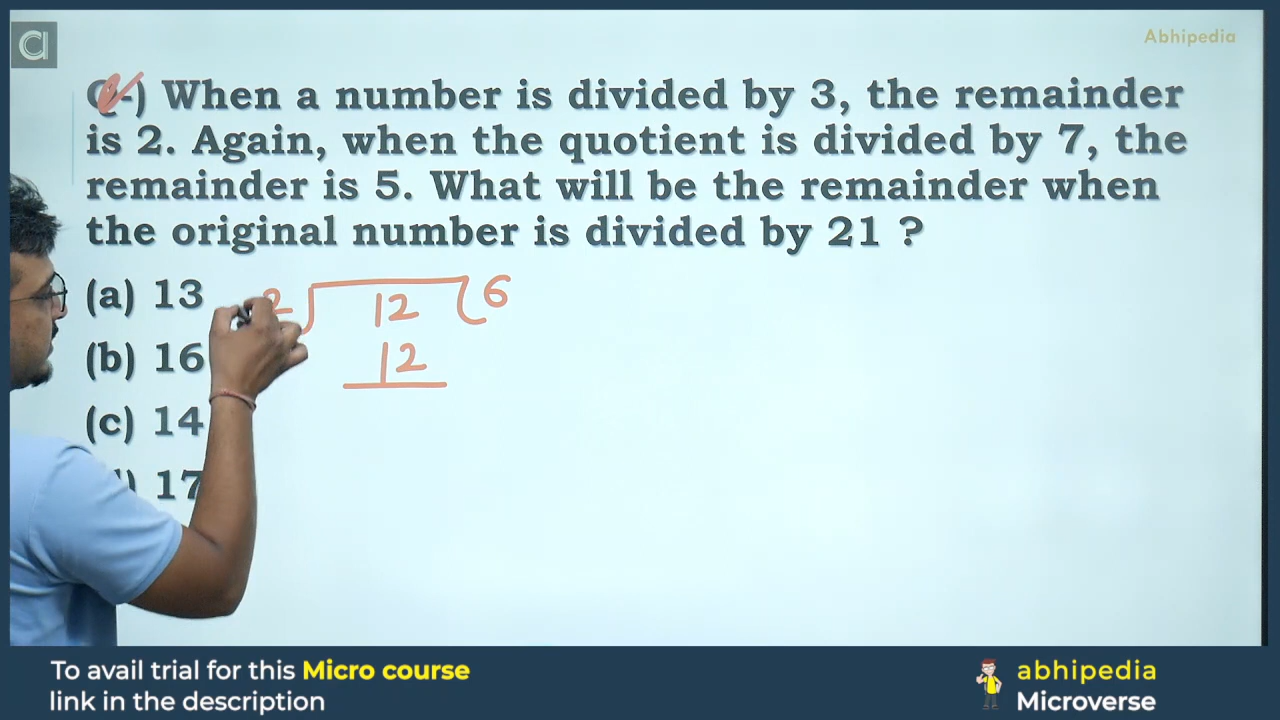 Abhipedia
Q-) When a number is divided by 3, the remainder
is 2. Again, when the quotient is divided by 7, the
remainder is 5. What will be the remainder when
the original number is divided by 21 ?
(a) 13
2 12 6
(b) 16
12
(c) 14
17
To avail trial for this Micro course
link in the description
abhipedia
Microverse